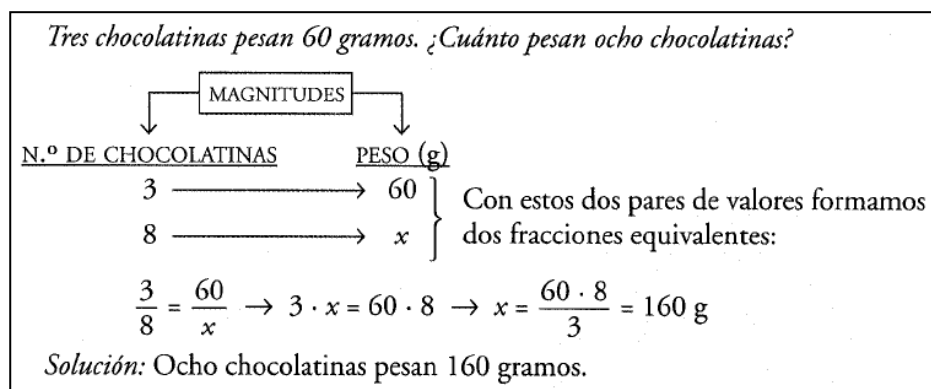 Tres chocolatinas pesan 60 gramos. ¿Cuánto pesan ocho chocolatinas?
MAGNITUDES
N.º DE CHOCOLATINAS PESO (g)
3 → 60
8 → x
Con estos dos pares de valores formamos
dos fracciones equivalentes:
3/8 = 60/x → 3 · x = 60 · 8 → x = 60 · 8/3 = 160 g
Solución: Ocho chocolatinas pesan 160 gramos.